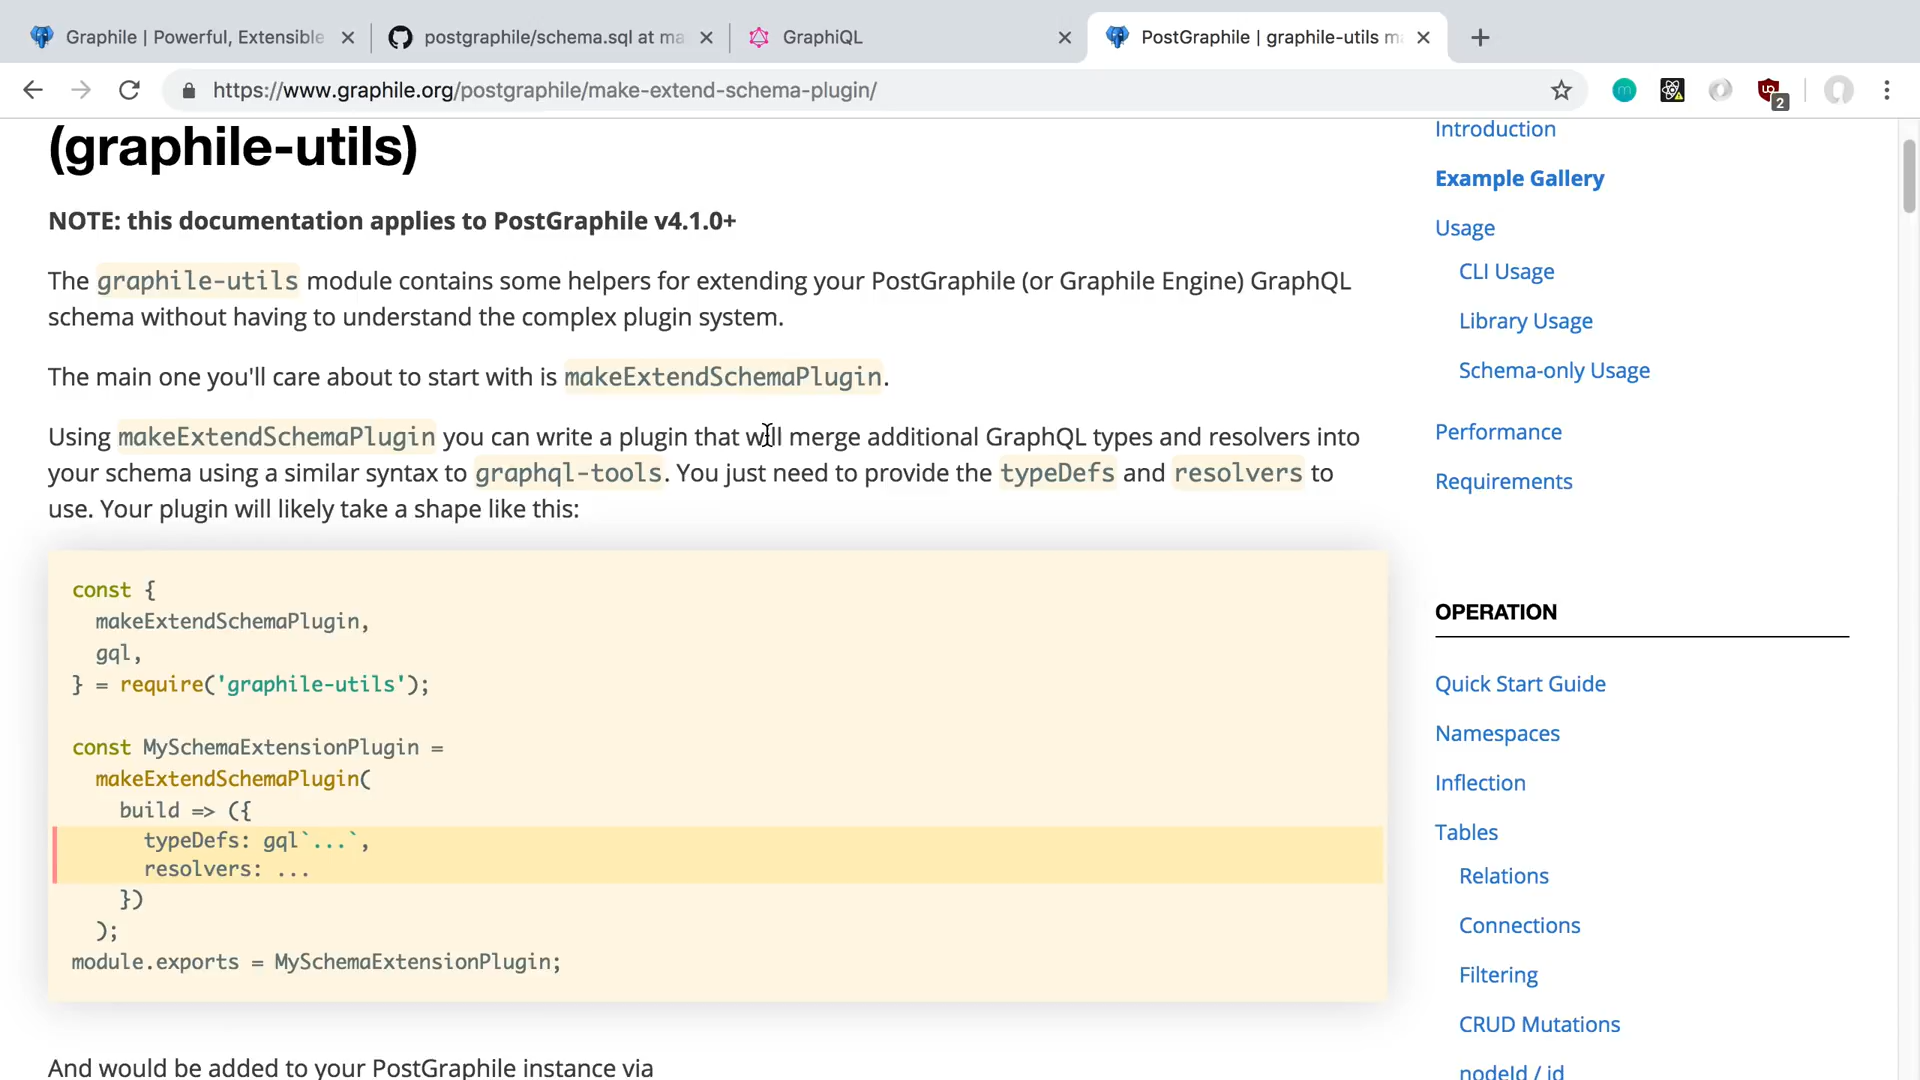 Graphile | Powerful, Extensible
postgraphile/schema.sql at ma
GraphiQL
PostGraphile | graphile-utils m
https://www.graphile.org/postgraphile/make-extend-schema-plugin/
2
(graphile-utils)
NOTE: this documentation applies to PostGraphile v4.1.0+
The graphile-utils module contains some helpers for extending your PostGraphile (or Graphile Engine) GraphQL
schema without having to understand the complex plugin system.
The main one you'll care about to start with is makeExtendSchemaPlugin.
Using makeExtendSchemaPlugin you can write a plugin that will merge additional GraphQL types and resolvers into
your schema using a similar syntax to graphql-tools. You just need to provide the typeDefs and resolvers to
use. Your plugin will likely take a shape like this:
const {
makeExtendSchemaPlugin,
gql,
} = require('graphile-utils');
const MySchemaExtensionPlugin =
makeExtendSchemaPlugin(
build => ({
typeDefs: gql`...`,
resolvers: ...
})
);
module.exports = MySchemaExtensionPlugin;
And would be added to your PostGraphile instance via
Introduction
Example Gallery
Usage
CLI Usage
Library Usage
Schema-only Usage
Performance
Requirements
OPERATION
Quick Start Guide
Namespaces
Inflection
Tables
Relations
Connections
Filtering
CRUD Mutations
nodeId / id